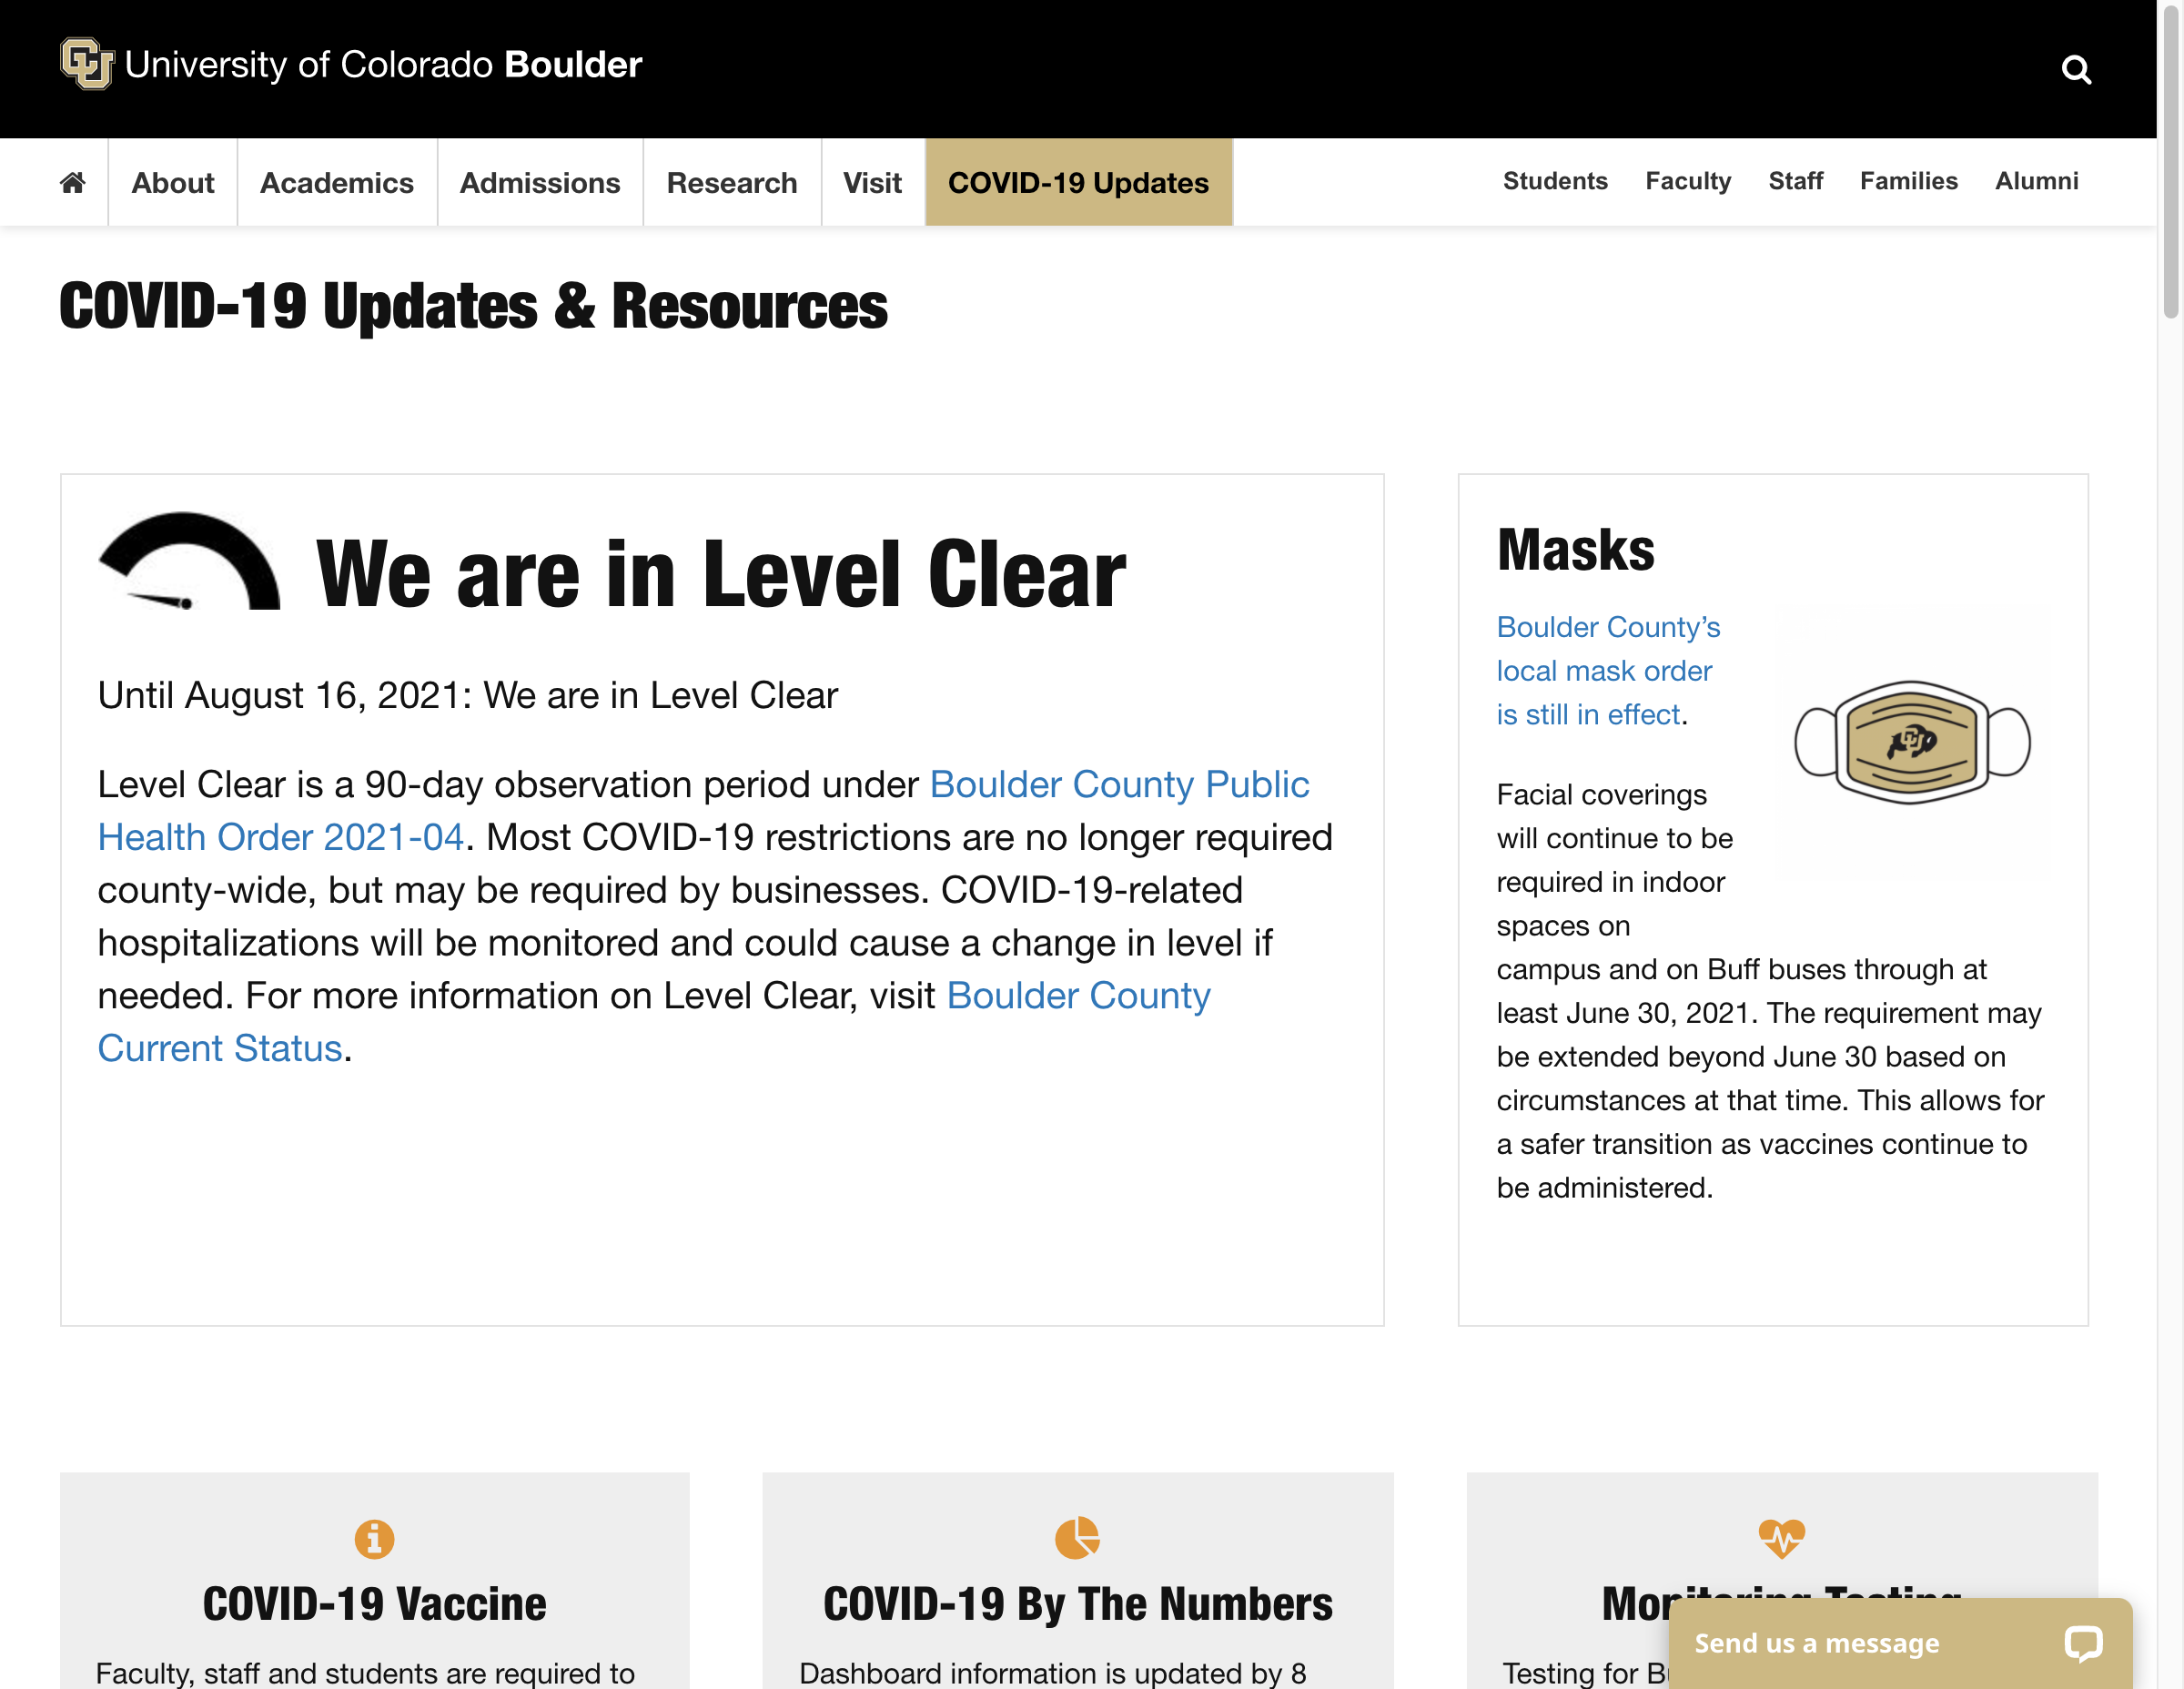 University of Colorado Boulder
About
Academics
Admissions
Research
Visit
COVID-19 Updates
Students
Faculty
Staff
Families
Alumni
COVID-19 Updates & Resources
We are in Level Clear
Until August 16, 2021: We are in Level Clear
Level Clear is a 90-day observation period under Boulder County Public
Health Order 2021-04. Most COVID-19 restrictions are no longer required
county-wide, but may be required by businesses. COVID-19-related
hospitalizations will be monitored and could cause a change in level if
needed. For more information on Level Clear, visit Boulder County
Current Status.
Masks
Boulder County’s
local mask order
is still in effect.
Facial coverings
will continue to be
required in indoor
spaces on
campus and on Buff buses through at
least June 30, 2021. The requirement may
be extended beyond June 30 based on
circumstances at that time. This allows for
a safer transition as vaccines continue to
be administered.
COVID-19 Vaccine
Faculty, staff and students are required to
COVID-19 By The Numbers
Dashboard information is updated by 8
Monitoring Testing
Testing for
Send us a message